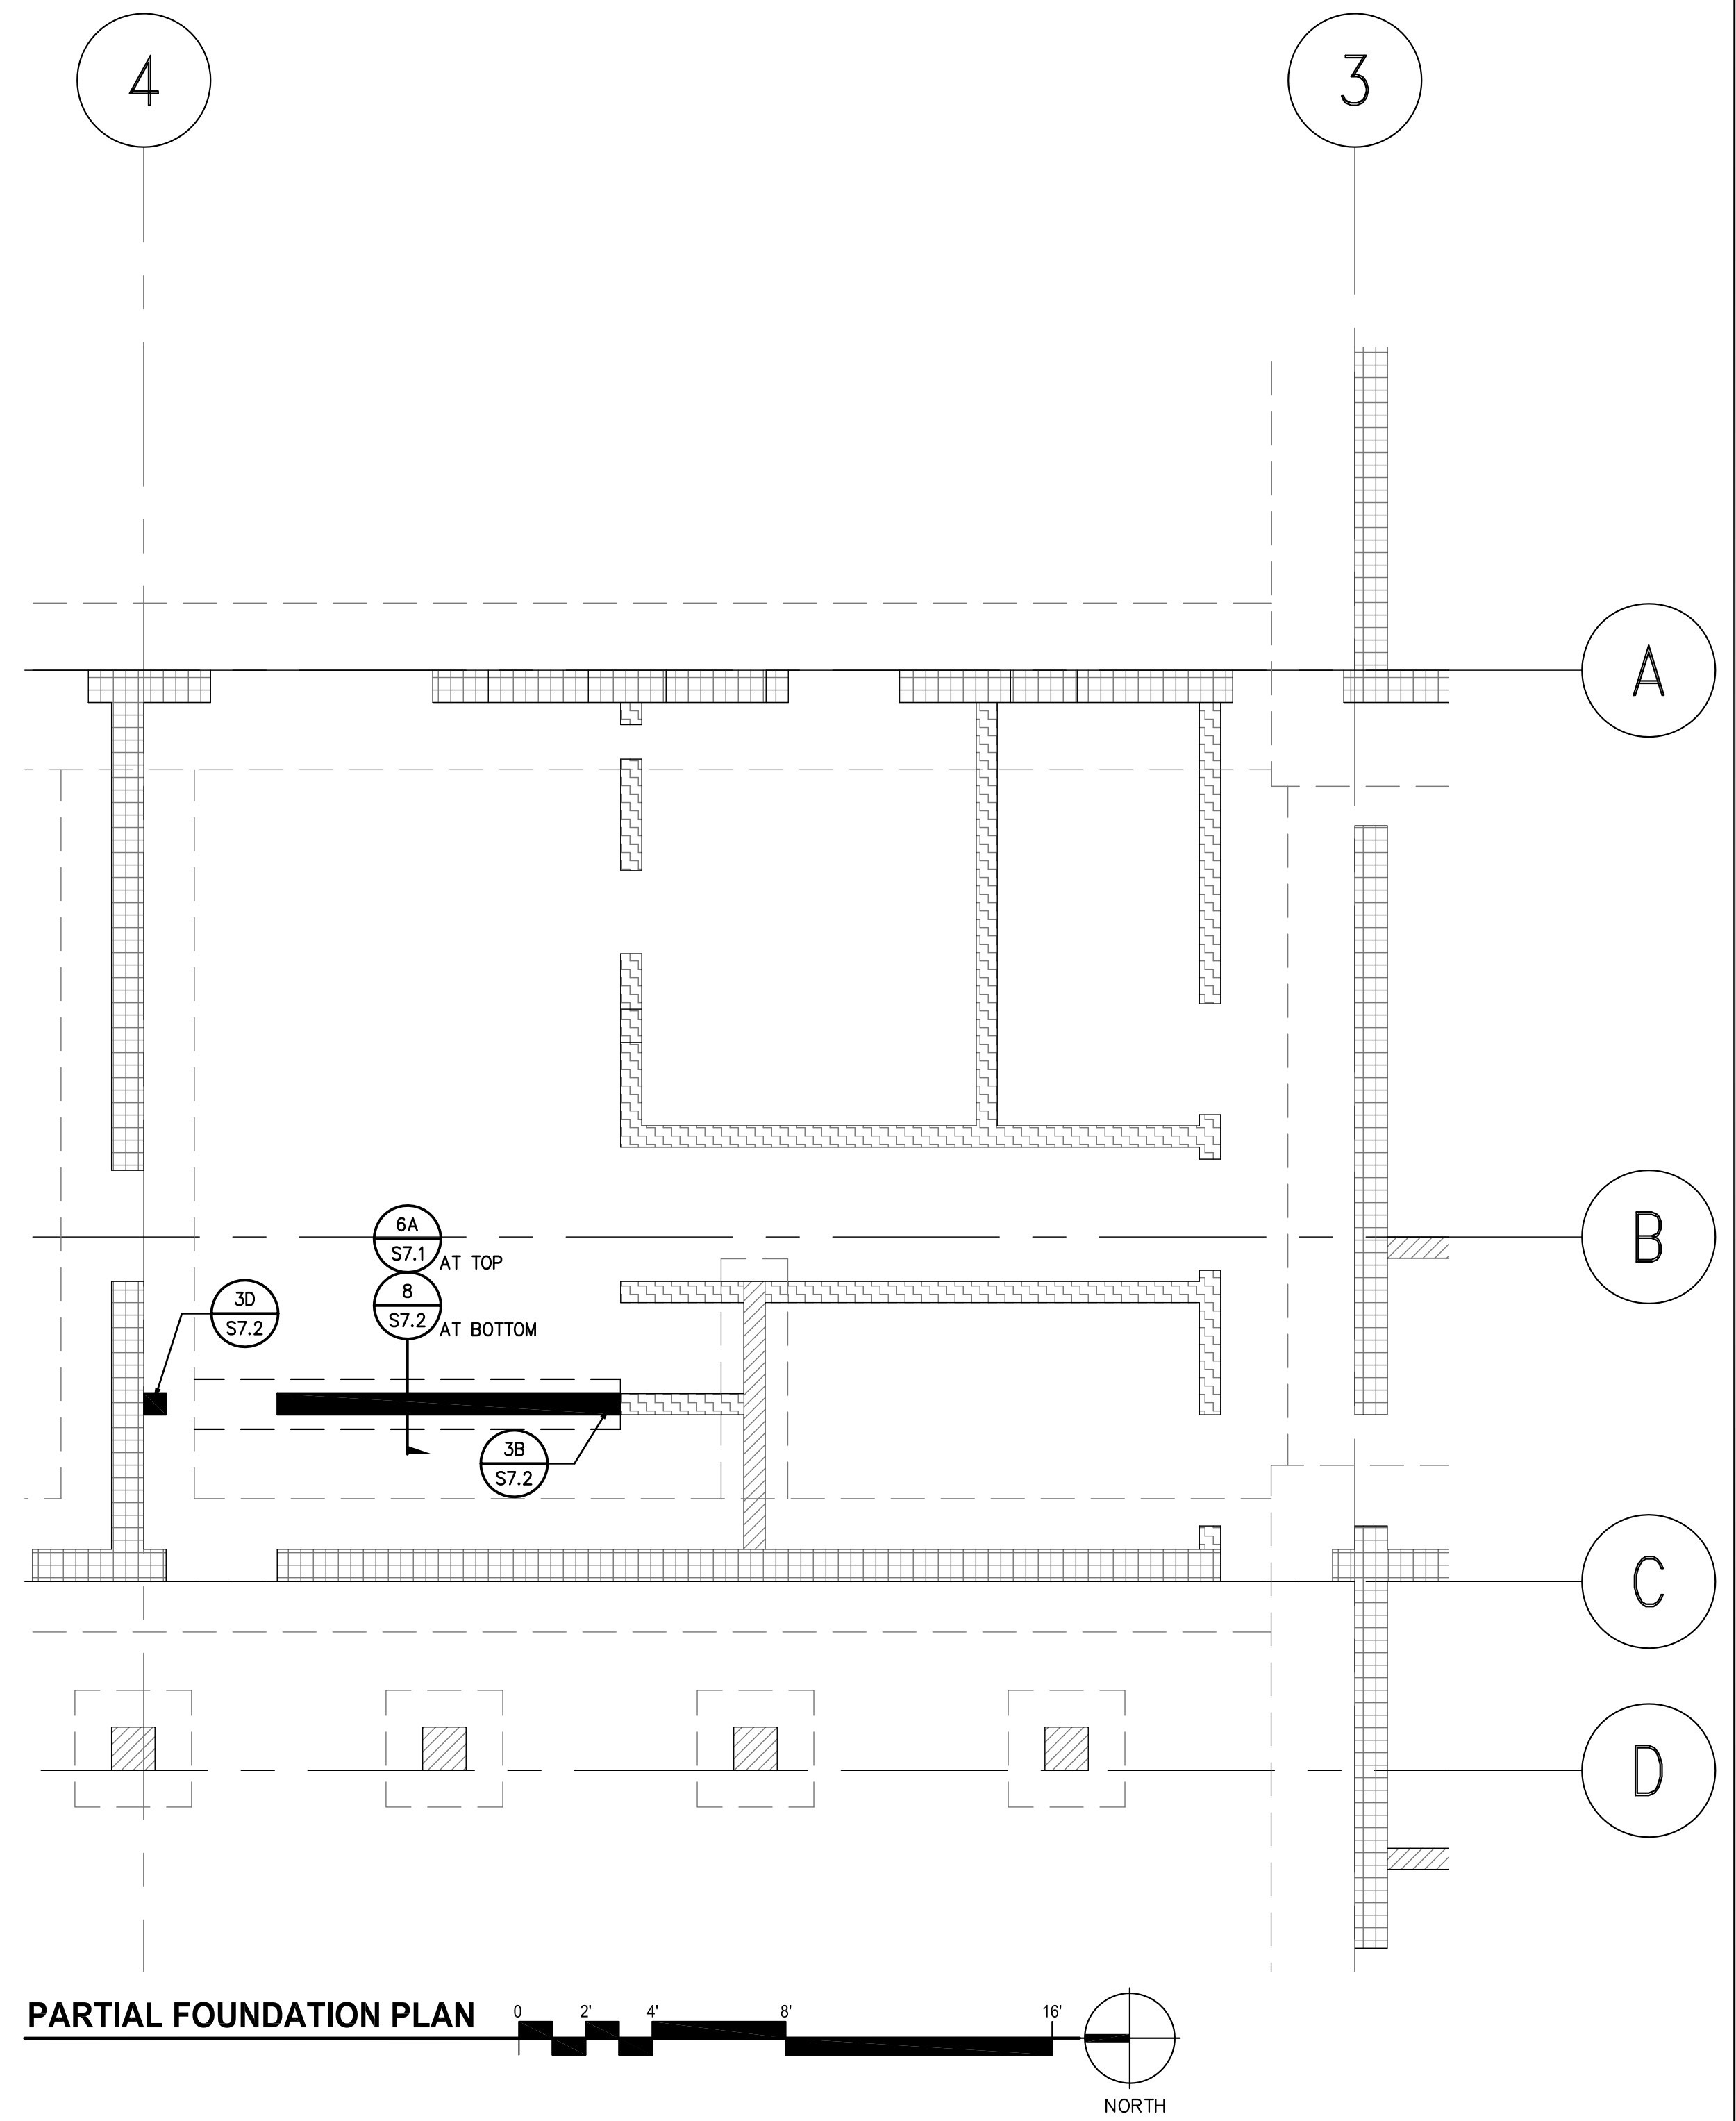 4
3
A
B
6A
S7.1
AT TOP
8
S7.2
AT BOTTOM
3D
S7.2
3B
S7.2
C
D
PARTIAL FOUNDATION PLAN
0 2' 4' 8' 16'
NORTH